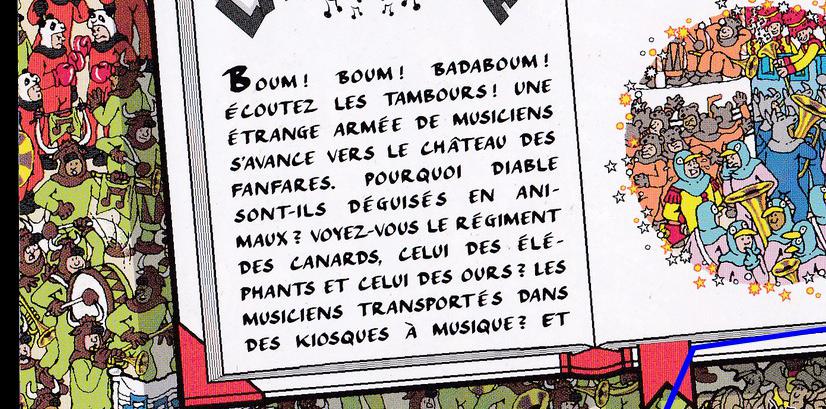 BOUM! BOUM! BADABOUM!
ÉCOUTEZ LES TAMBOURS! UNE
ÉTRANGE ARMÉE DE MUSICIENS
S'AVANCE VERS LE CHÂTEAU DES
FANFARES. POURQUOI DIABLE
SONT-ILS DÉGUISÉS EN ANI-
MAUX? VOYEZ-VOUS LE RÉGIMENT
DES CANARDS, CELUI DES ÉLÉ-
PHANTS ET CELUI DES OURS? LES
MUSICIENS TRANSPORTÉS DANS
DES KIOSQUES À MUSIQUE? ET